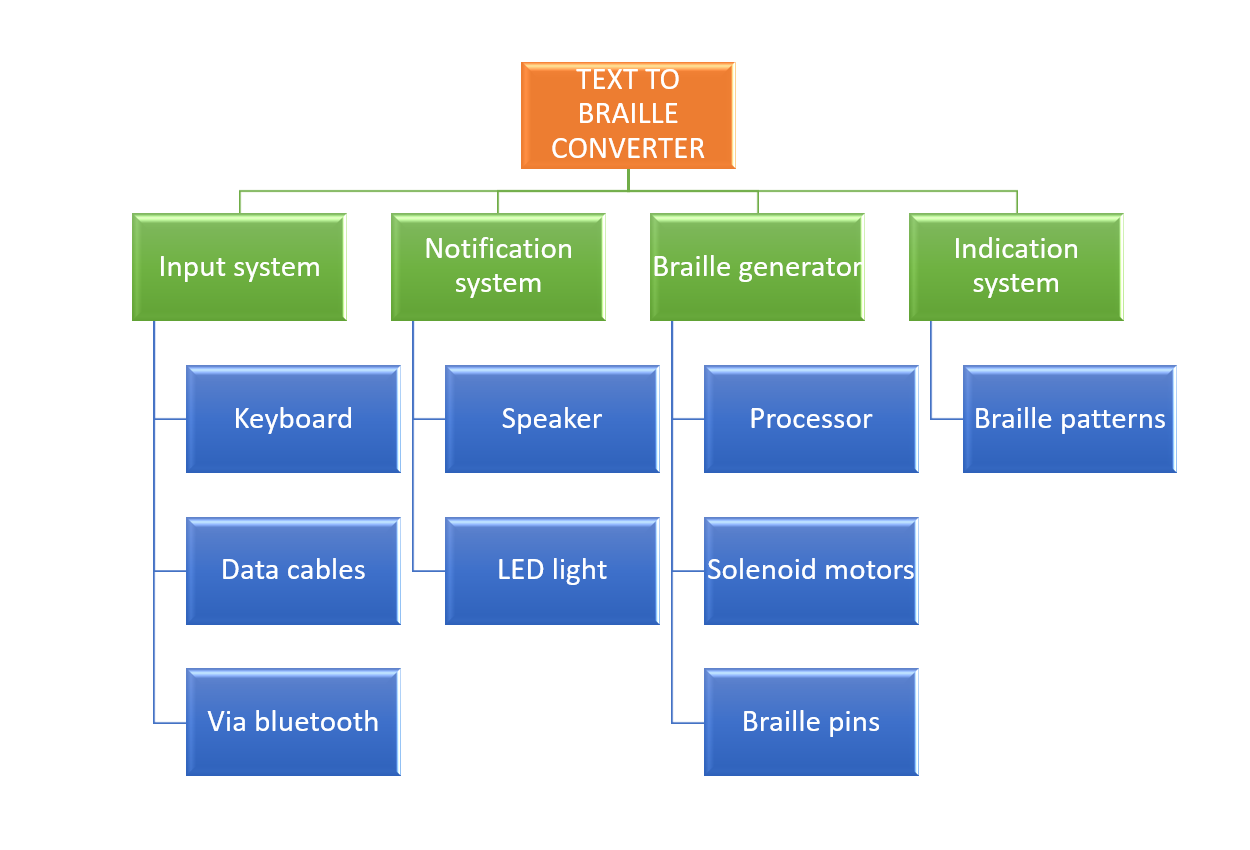 TEXT TO
BRAILLE
CONVERTER
Input system
Notification
system
Braille generator
Indication
system
Keyboard
Speaker
Processor
Braille patterns
Data cables
LED light
Solenoid motors
Via bluetooth
Braille pins